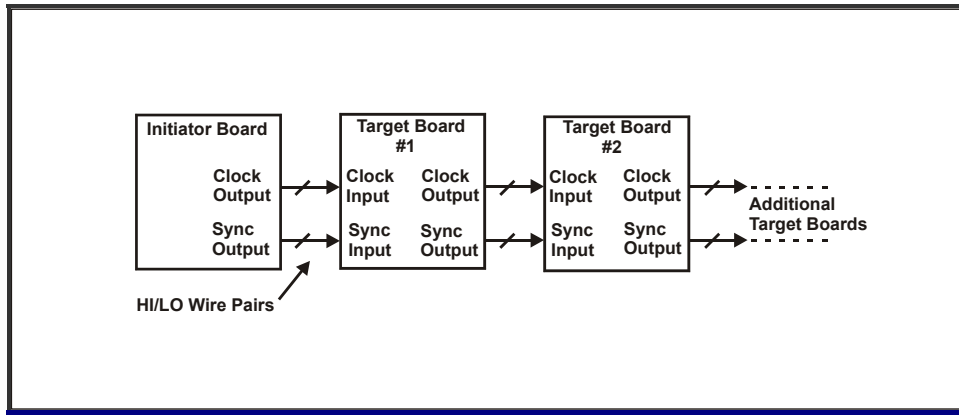 Initiator Board
Clock
Output
Sync
Output
Target Board
#1
Clock
Input
Clock
Output
Sync
Input
Sync
Output
Target Board
#2
Clock
Input
Clock
Output
Sync
Input
Sync
Output
Additional
Target Boards
HI/LO Wire Pairs